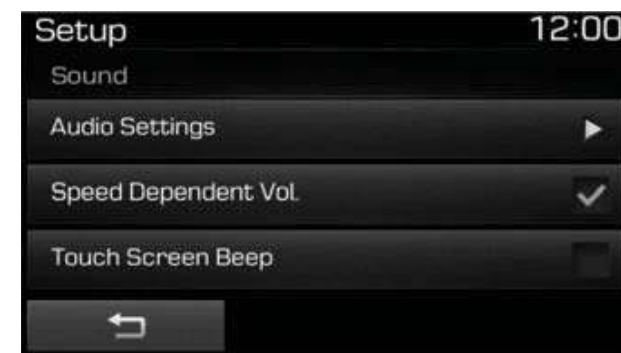 Setup 12:00
Sound
Audio Settings
Speed Dependent Vol.
Touch Screen Beep